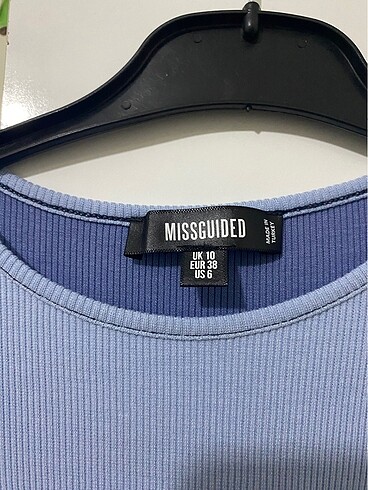 MISSGUIDED
MADE IN
TURKEY
UK 10
EUR 38
US 6